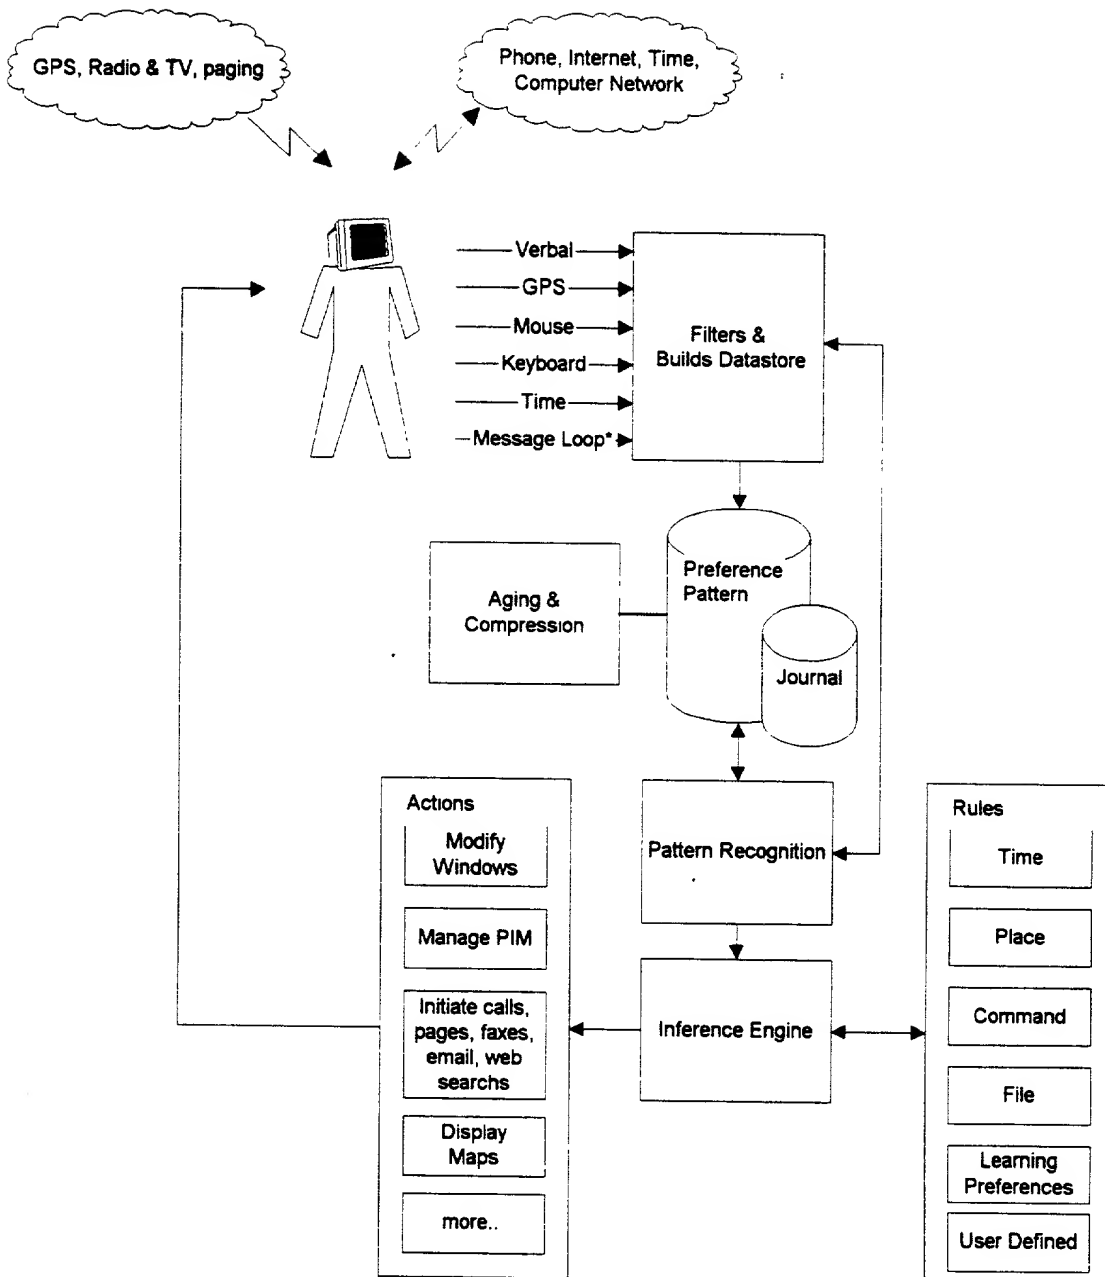 GPS, Radio & TV, paging
Phone, Internet, Time,
Computer Network
Verbal
GPS
Mouse
Keyboard
Time
Message Loop*
Filters &
Builds Datastore
Preference
Pattern
Journal
Aging &
Compression
Pattern Recognition
Inference Engine
Actions
Modify
Windows
Manage PIM
Initiate calls,
pages, faxes,
email, web
searchs
Display
Maps
more..
Rules
Time
Place
Command
File
Learning
Preferences
User Defined